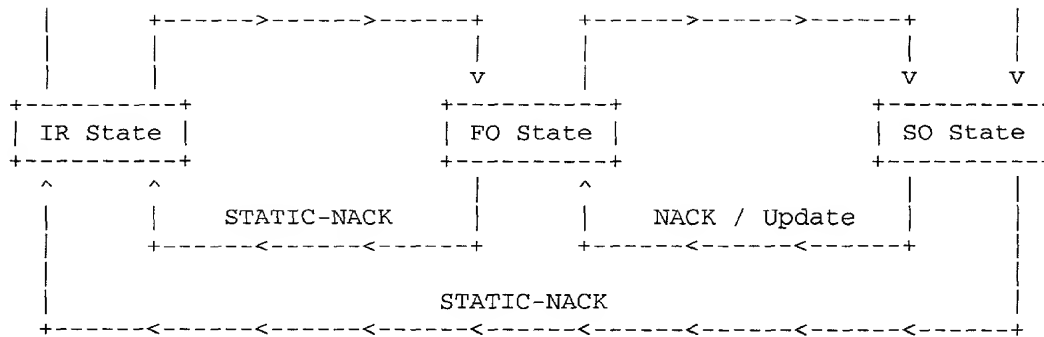 IR State FO State SO State
STATIC-NACK NACK / Update
STATIC-NACK